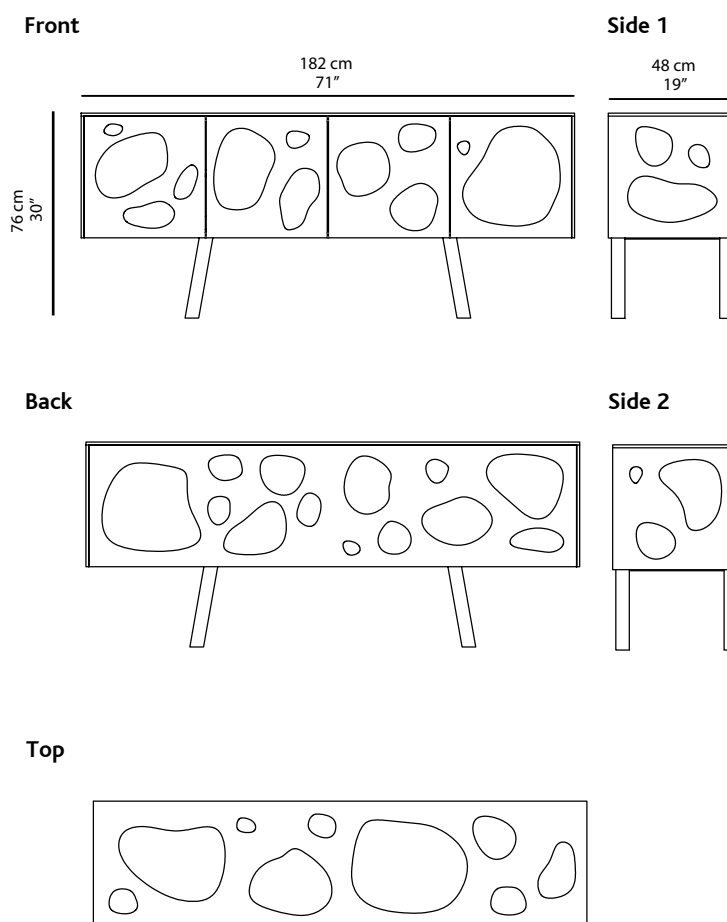 Front
Side 1
182 cm
71”
48 cm
19”
76 cm
30”
Back
Side 2
Top